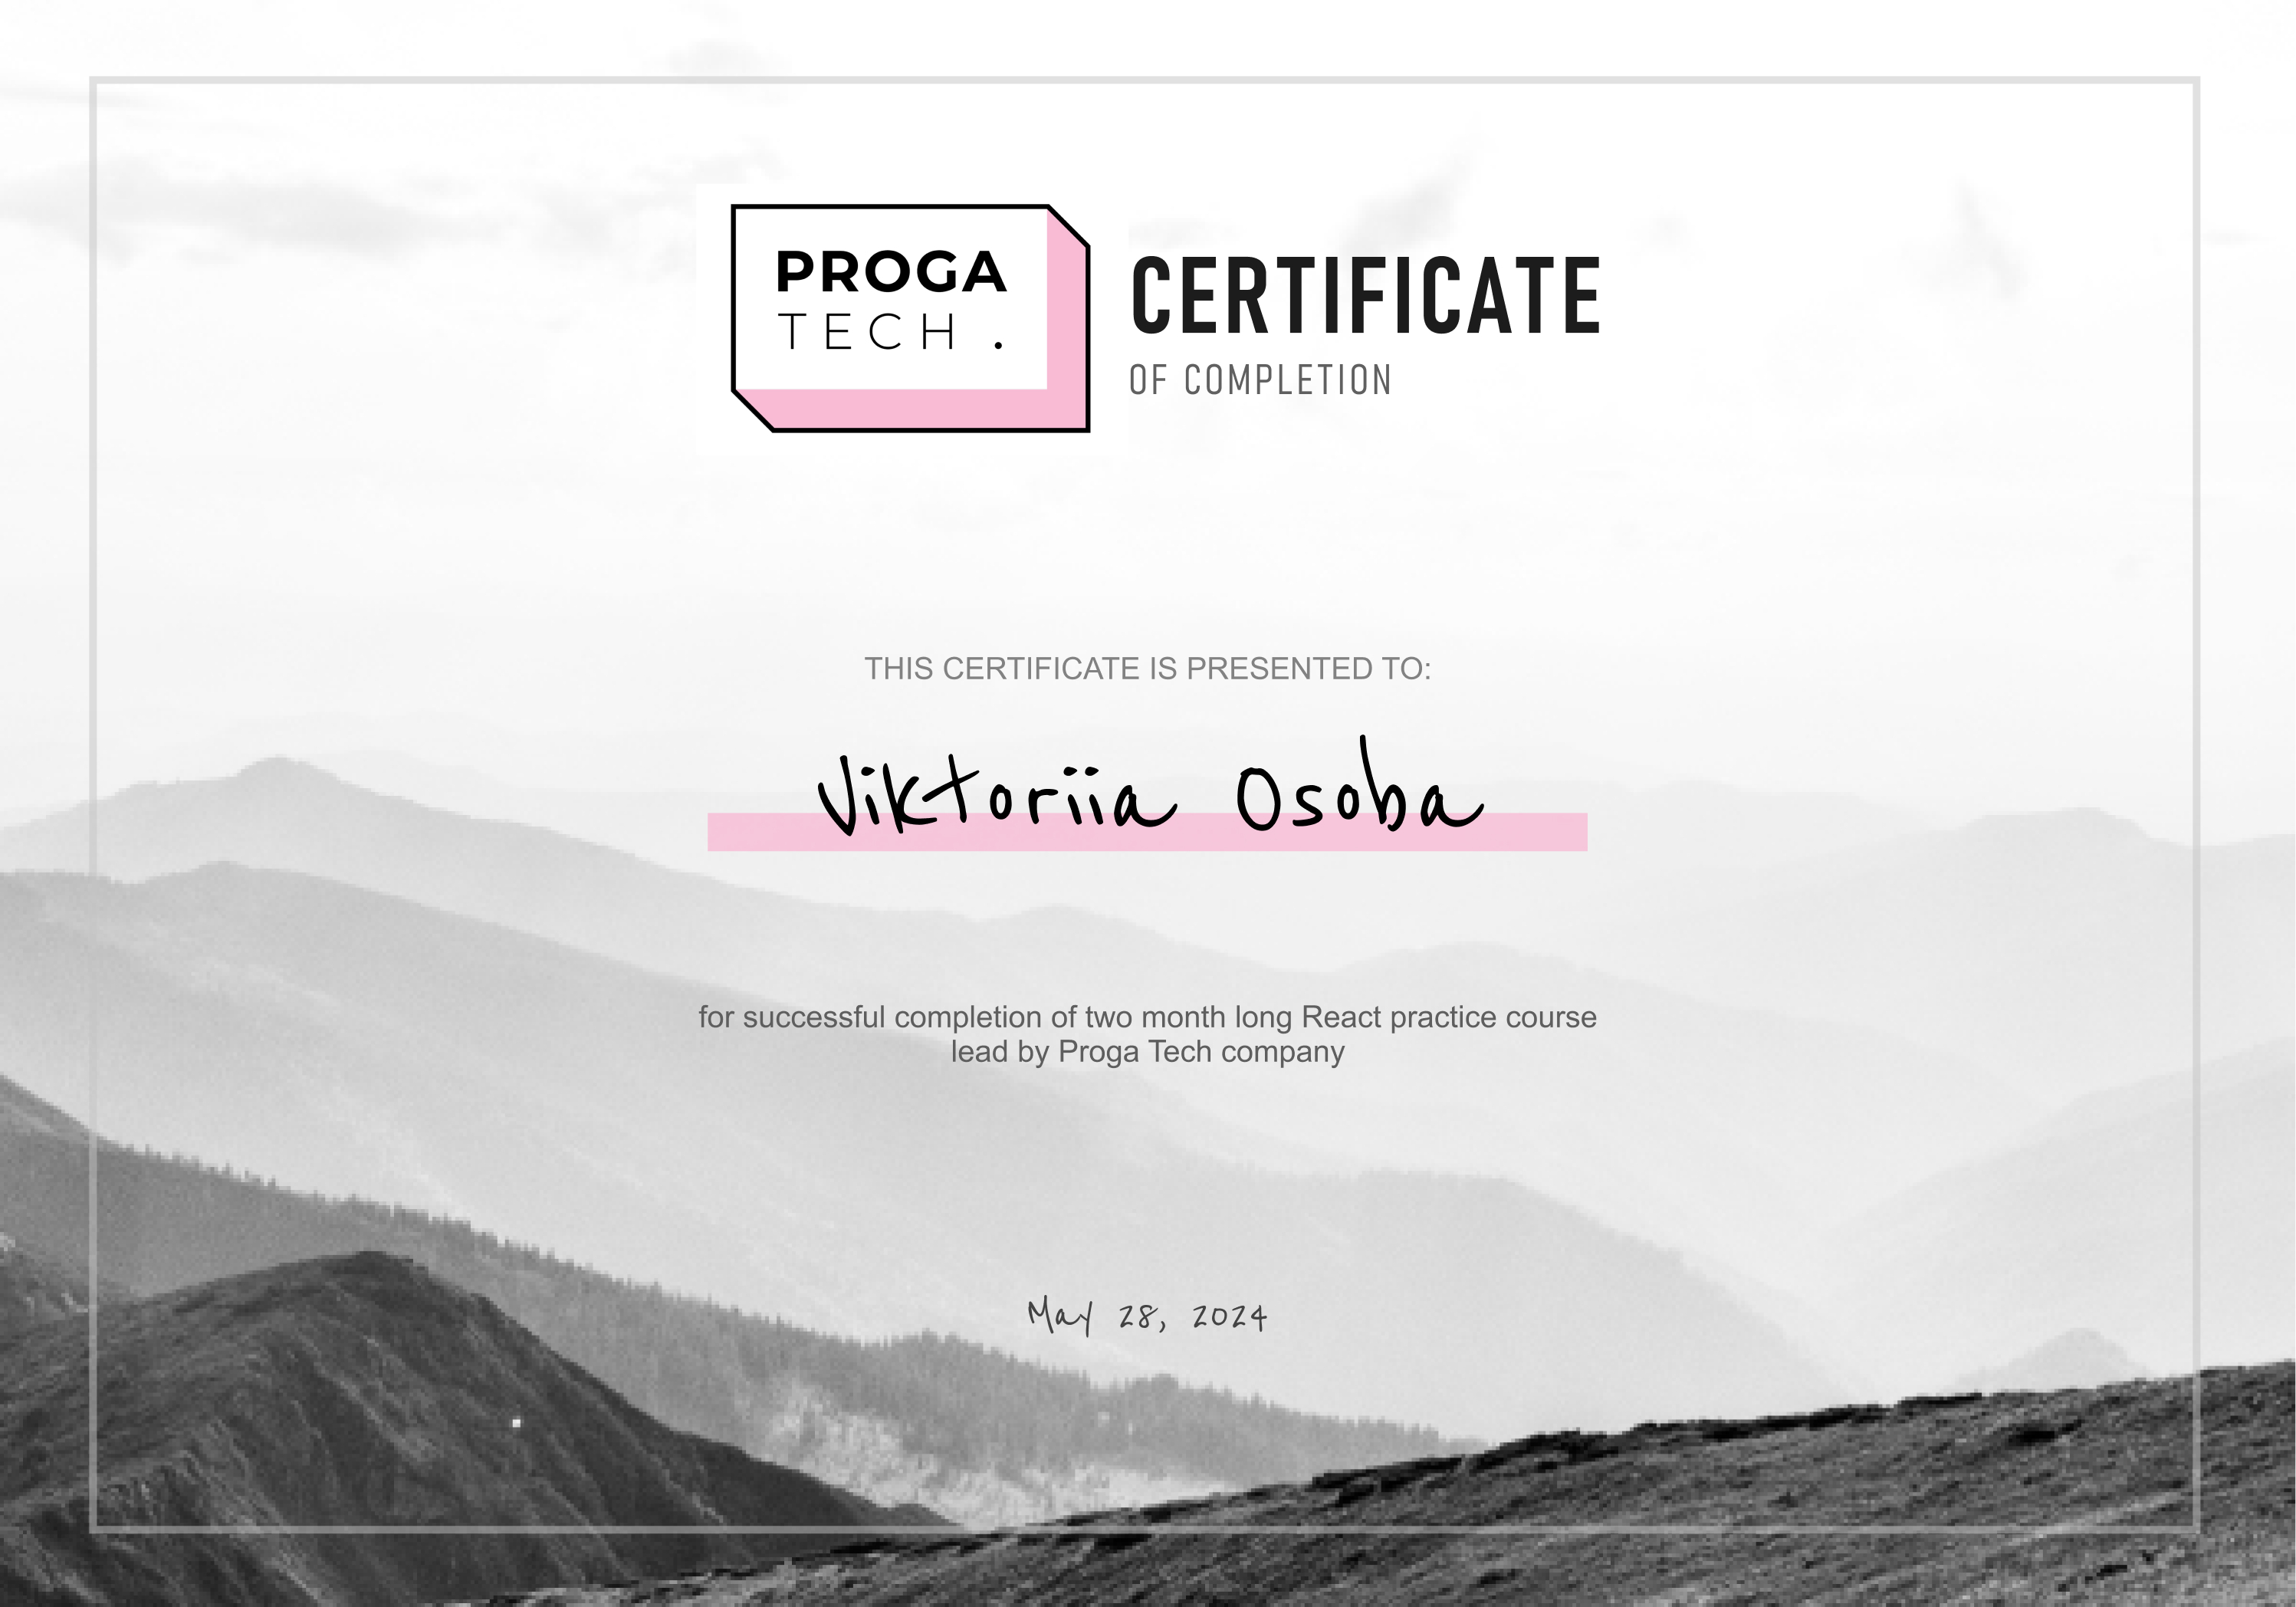 PROGA
TECH .
CERTIFICATE
OF COMPLETION
THIS CERTIFICATE IS PRESENTED TO:
Viktoriia Osoba
for successful completion of two month long React practice course
lead by Proga Tech company
May 28, 2024